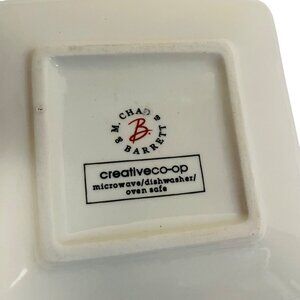 M. CHAD & BARRETT &
B.
creativeco-op
microwave/dishwasher/
oven safe